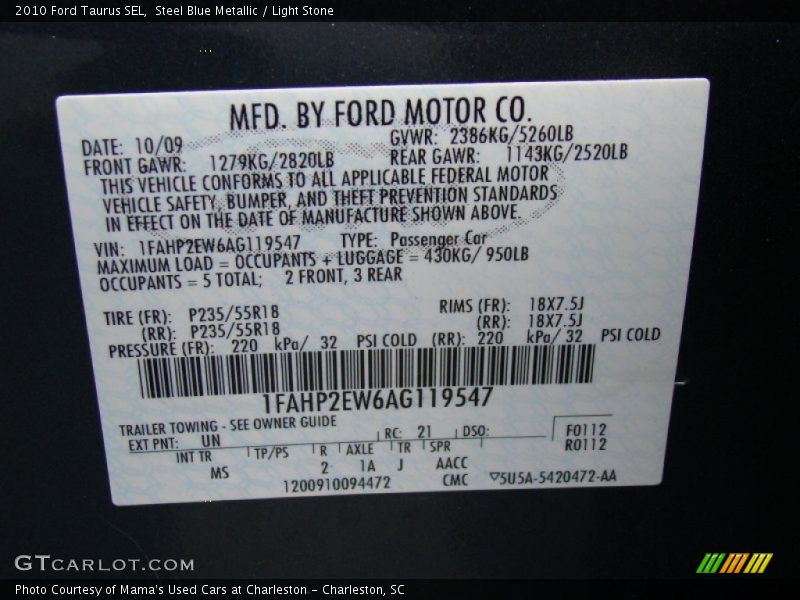 2010 Ford Taurus SEL,  Steel Blue Metallic / Light Stone
MFD. BY FORD MOTOR CO.
DATE: 10/09 GVWR: 2386KG/5260LB
FRONT GAWR: 1279KG/2820LB REAR GAWR: 1143KG/2520LB
THIS VEHICLE CONFORMS TO ALL APPLICABLE FEDERAL MOTOR
VEHICLE SAFETY, BUMPER, AND THEFT PREVENTION STANDARDS
IN EFFECT ON THE DATE OF MANUFACTURE SHOWN ABOVE.
VIN: 1FAHP2EW6AG119547 TYPE: Passenger Car
MAXIMUM LOAD = OCCUPANTS + LUGGAGE = 430KG/ 950LB
OCCUPANTS = 5 TOTAL; 2 FRONT, 3 REAR
TIRE (FR): P235/55R18 RIMS (FR): 18X7.5J
(RR): P235/55R18 (RR): 18X7.5J
PRESSURE (FR): 220 kPa/ 32 PSI COLD (RR): 220 kPa/ 32 PSI COLD
1FAHP2EW6AG119547
TRAILER TOWING - SEE OWNER GUIDE
EXT PNT: UN RC: 21 DSO: F0112
R0112
INT TR TP/PS R AXLE TR SPR
MS 2 1A J AACC
1200910094472 CMC 5U5A-5420472-AA
GTCARLOT.COM
Photo Courtesy of Mama's Used Cars at Charleston - Charleston, SC